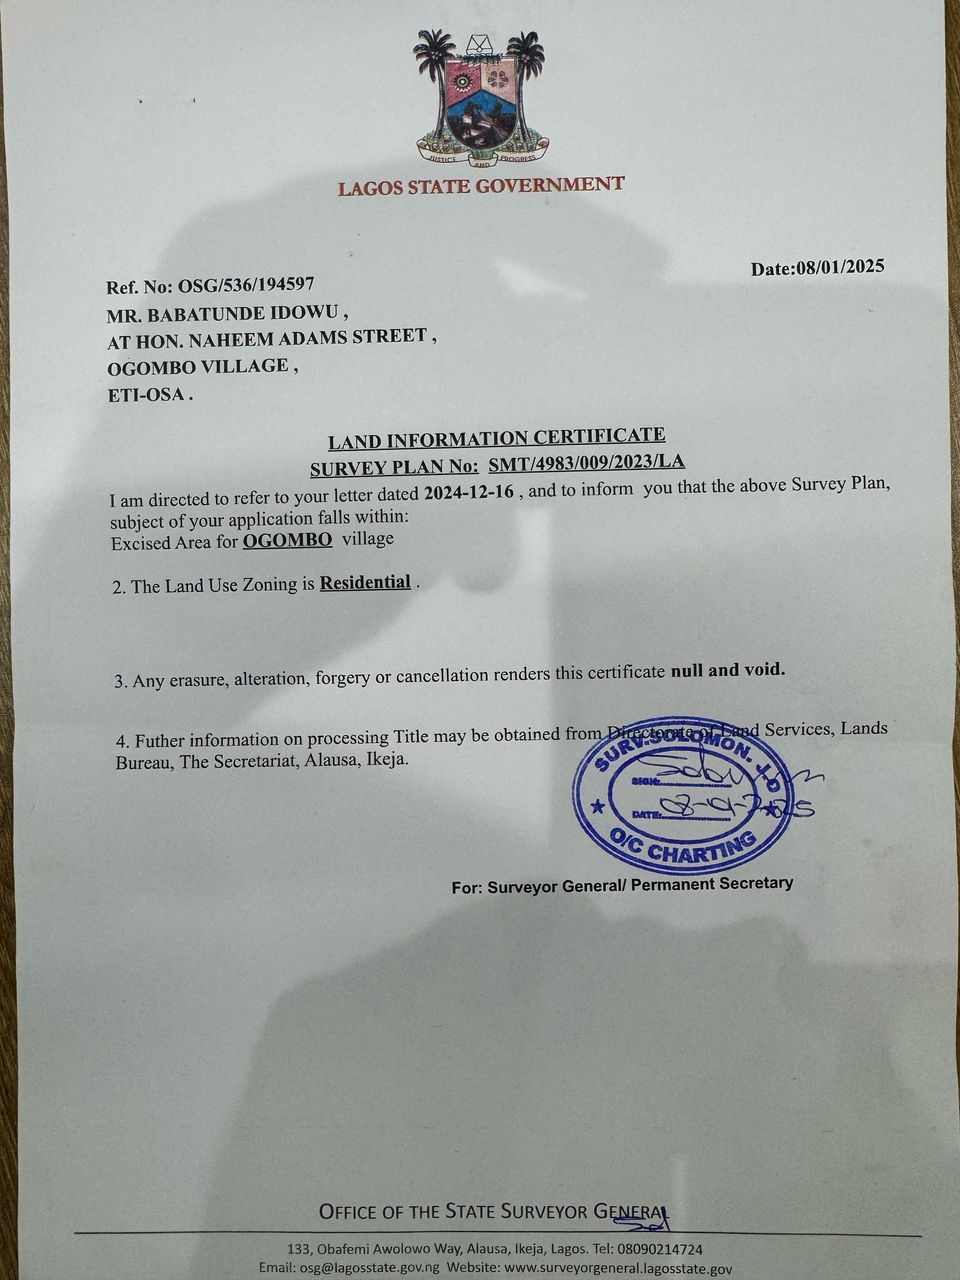 JUSTICE AND PROGRESS
LAGOS STATE GOVERNMENT
Date:08/01/2025
Ref. No: OSG/536/194597
MR. BABATUNDE IDOWU ,
AT HON. NAHEEM ADAMS STREET ,
OGOMBO VILLAGE ,
ETI-OSA .
LAND INFORMATION CERTIFICATE
SURVEY PLAN No: SMT/4983/009/2023/LA
I am directed to refer to your letter dated 2024-12-16 , and to inform you that the above Survey Plan,
subject of your application falls within:
Excised Area for OGOMBO village
2. The Land Use Zoning is Residential .
3. Any erasure, alteration, forgery or cancellation renders this certificate null and void.
4. Futher information on processing Title may be obtained from Directorate of Land Services, Lands
Bureau, The Secretariat, Alausa, Ikeja.
SURV. SOLOMON. J.O
SIGN:
DATE: 08-01-2025
O/C CHARTING
For: Surveyor General/ Permanent Secretary
OFFICE OF THE STATE SURVEYOR GENERAL
133, Obafemi Awolowo Way, Alausa, Ikeja, Lagos. Tel: 08090214724
Email: osg@lagosstate.gov.ng Website: www.surveyorgeneral.lagosstate.gov